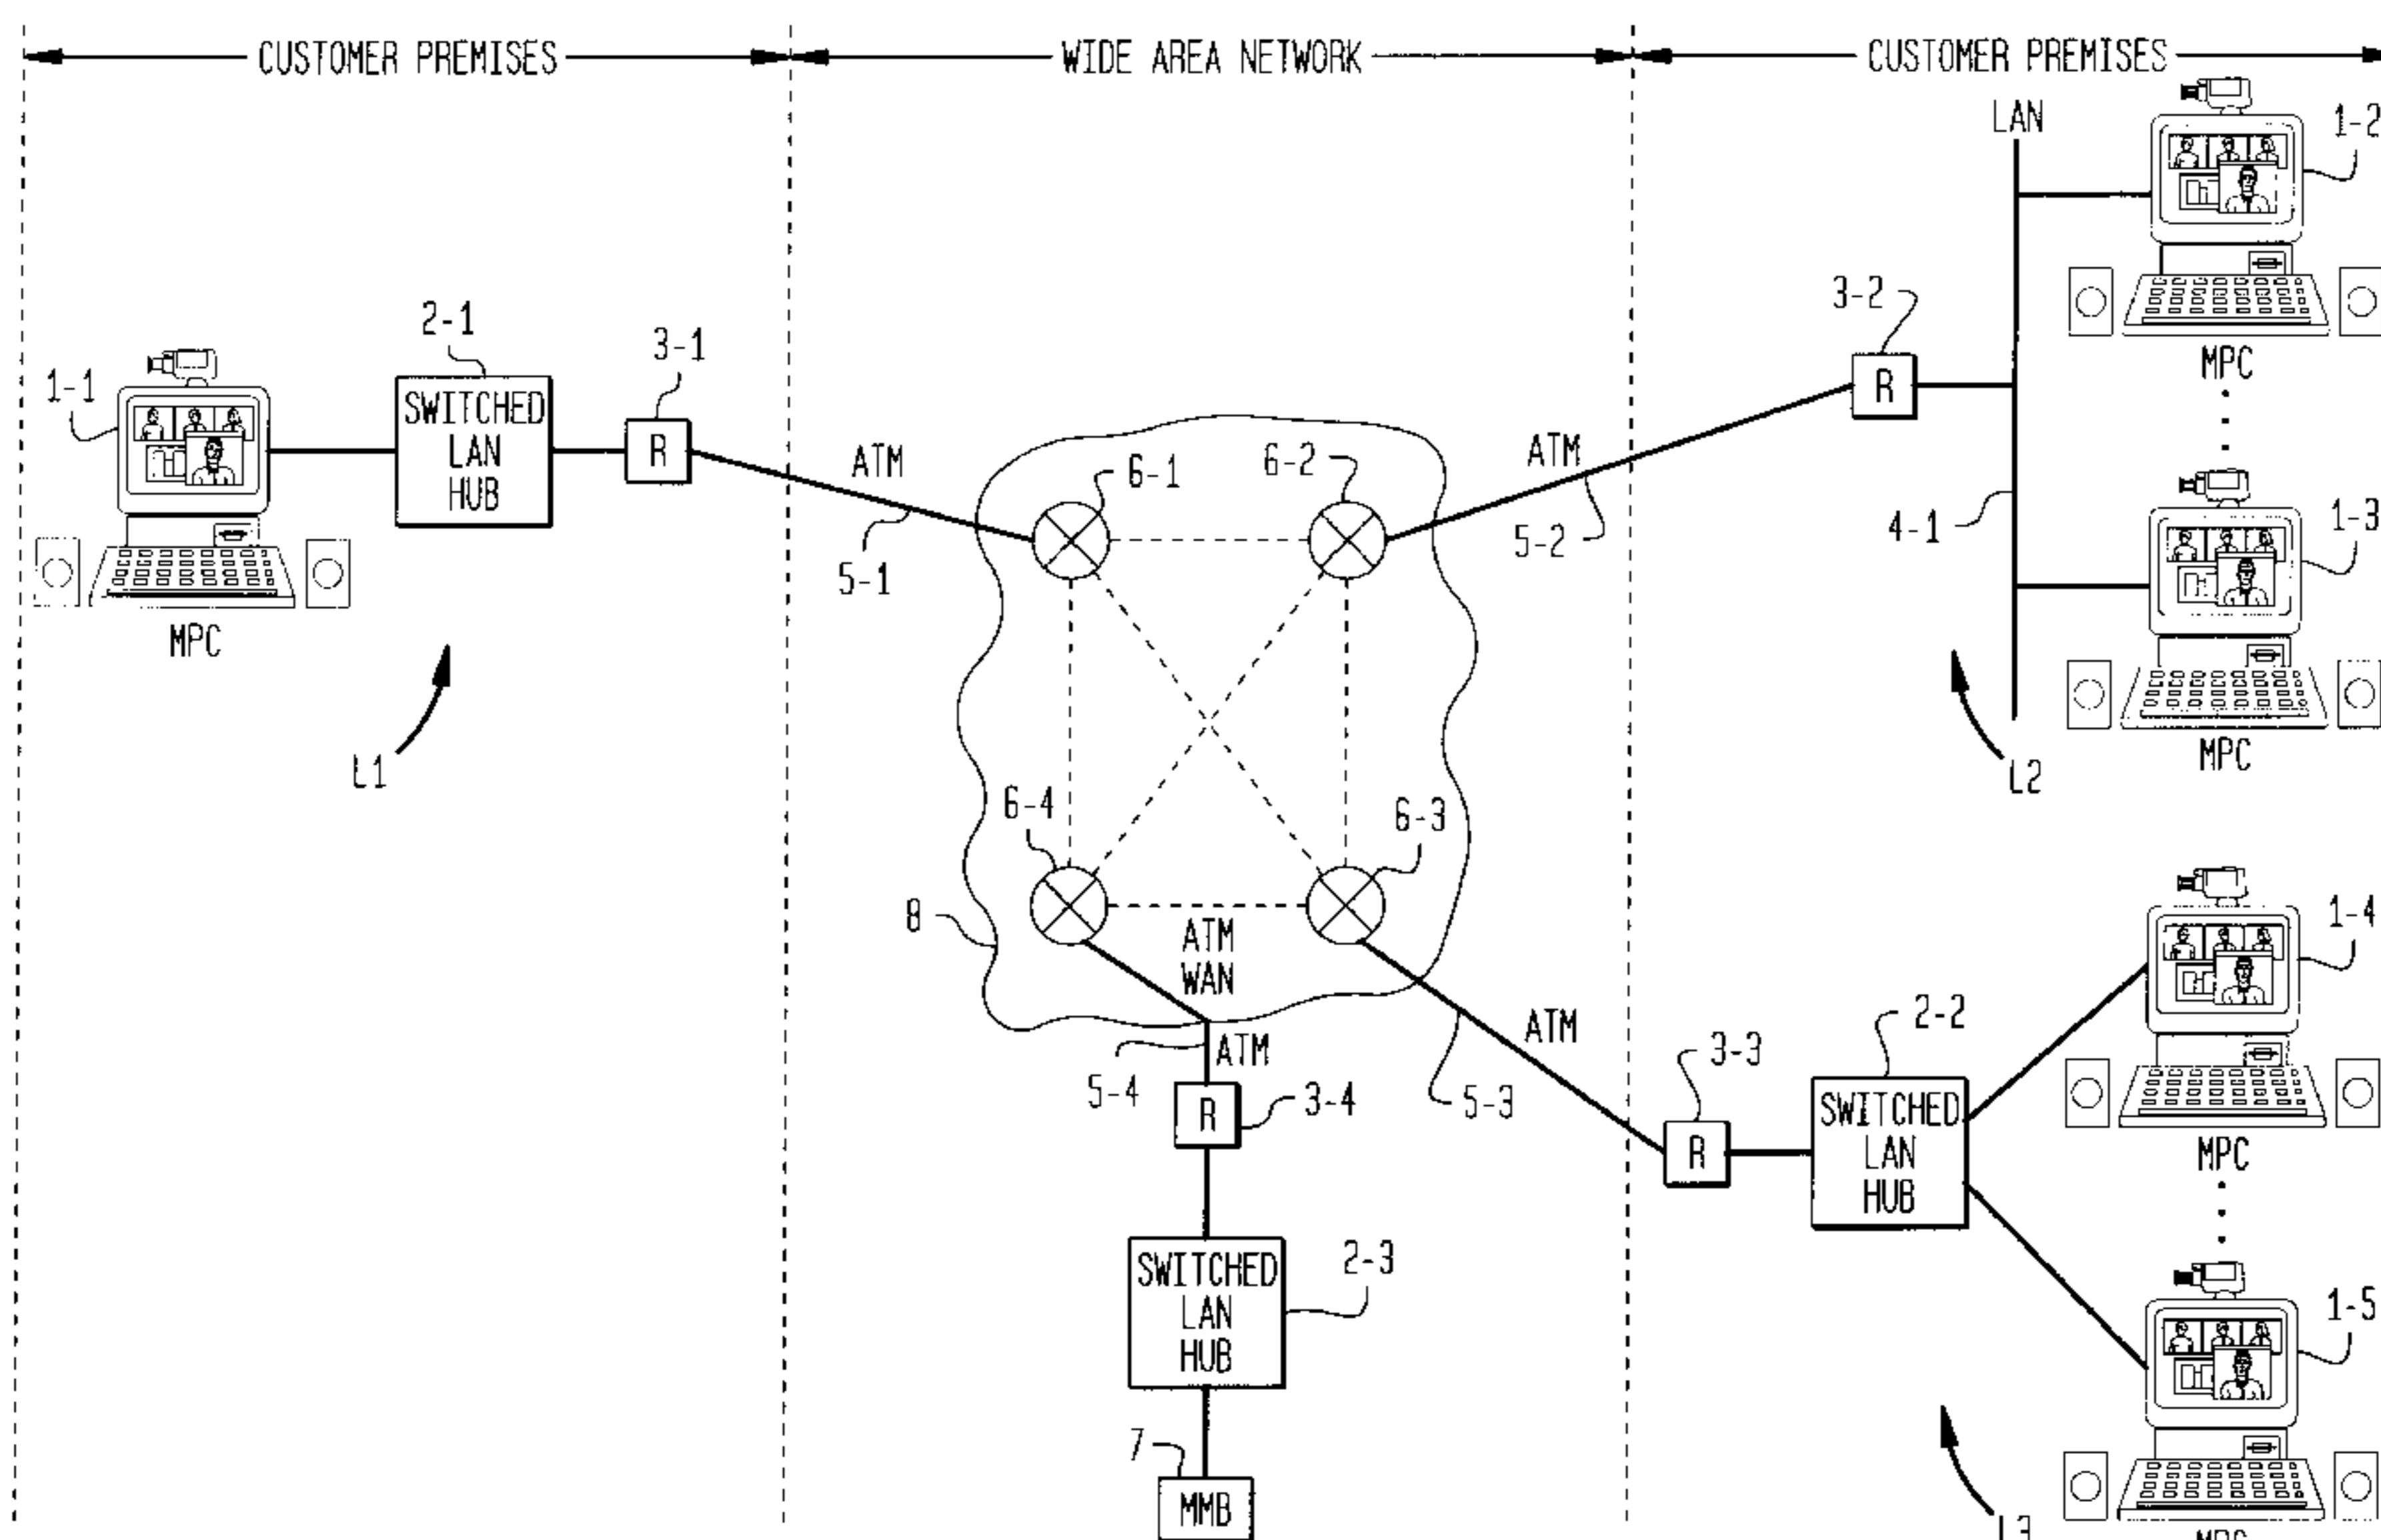 CUSTOMER PREMISES
WIDE AREA NETWORK
CUSTOMER PREMISES
LAN
1-2
MPC
1-1
2-1
SWITCHED
LAN
HUB
3-1
R
ATM
5-1
MPC
L1
6-1
6-2
6-4
6-3
8
ATM
WAN
ATM
5-2
3-2
R
4-1
1-3
MPC
L2
5-4
ATM
R
3-4
SWITCHED
LAN
HUB
2-3
7
MMB
ATM
5-3
3-3
R
2-2
SWITCHED
LAN
HUB
1-4
MPC
1-5
L3
MPC